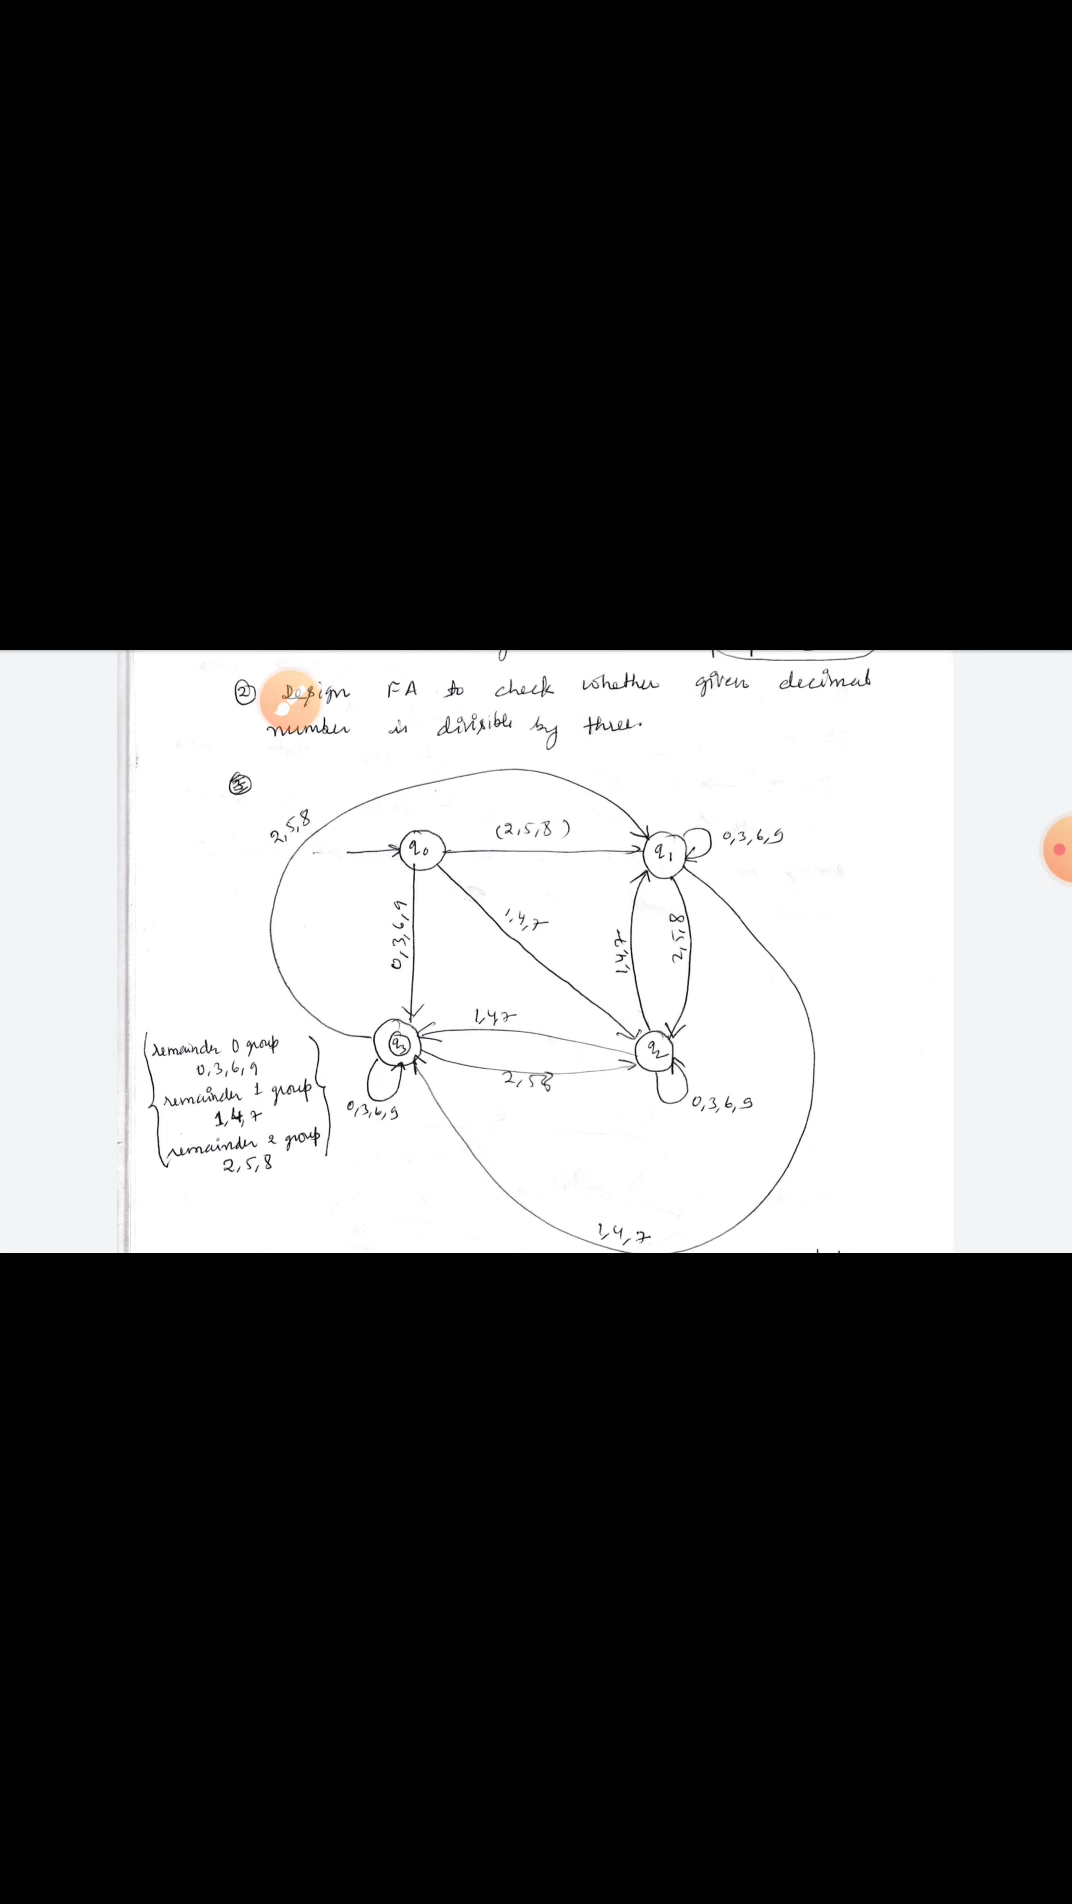 ② Design FA to check whether given decimal
number is divisible by three.
2,5,8
q₀
(2,5,8)
q₁
0,3,6,9
0,3,6,9
1,4,7
1,4,7
2,5,8
q₃
1,4,7
2,5,8
q₂
0,3,6,9
0,3,6,9
remainder 0 group
0,3,6,9
remainder 1 group
1,4,7
remainder 2 group
2,5,8
1,4,7